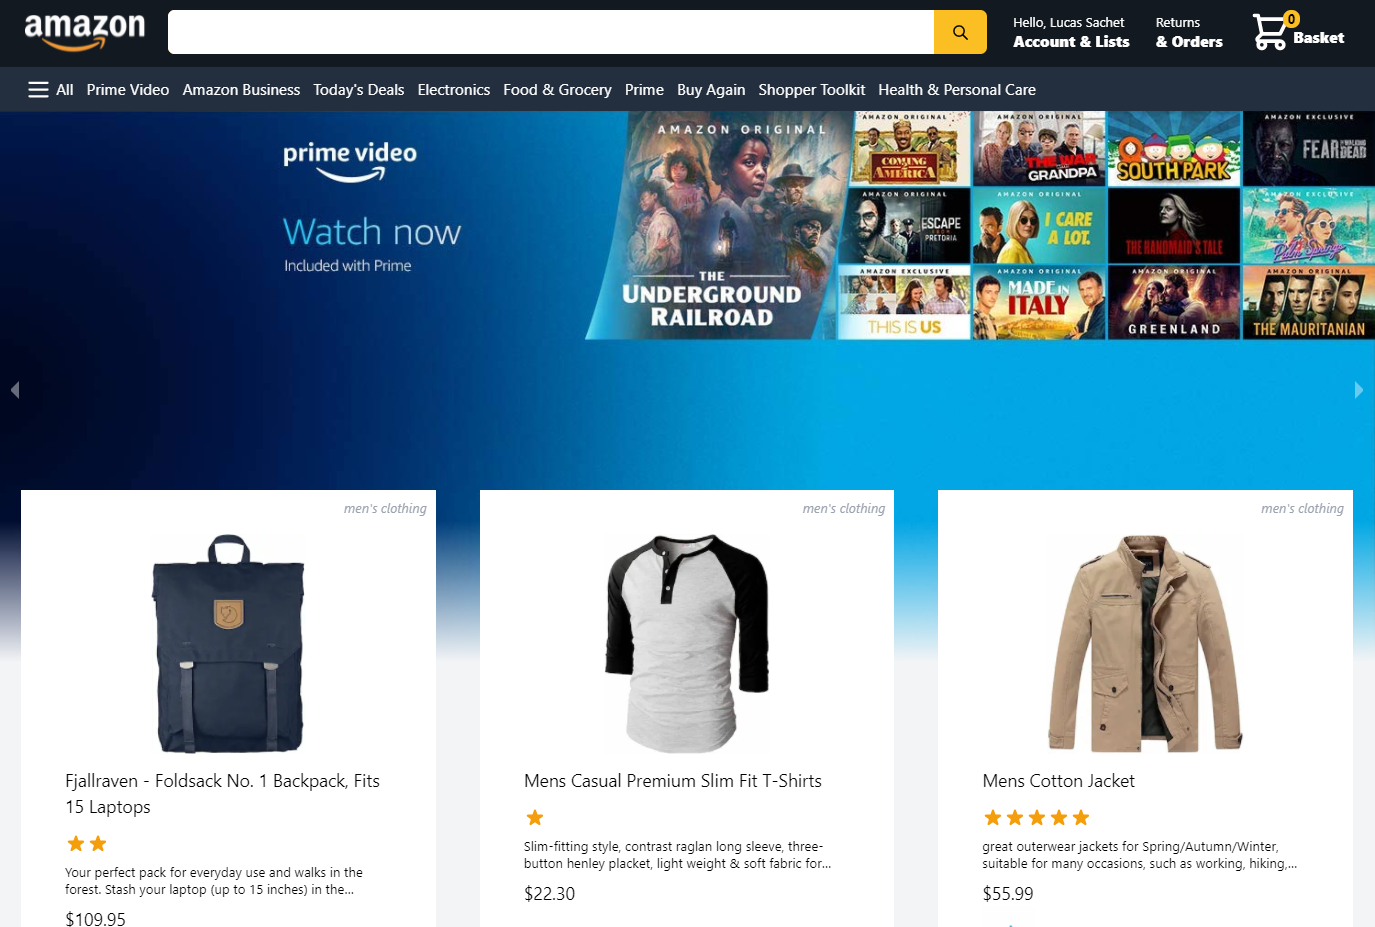 amazon
Hello, Lucas Sachet
Account & Lists
Returns
& Orders
0
Basket
All Prime Video Amazon Business Today's Deals Electronics Food & Grocery Prime Buy Again Shopper Toolkit Health & Personal Care
prime video
Watch now
Included with Prime
AMAZON ORIGINAL
THE
UNDERGROUND
RAILROAD
AMAZON ORIGINAL
COMING
2
AMERICA
AMAZON ORIGINAL
THE WAR
WITH
GRANDPA
SOUTH PARK
AMAZON EXCLUSIVE
FEAR THE WALKING DEAD
AMAZON ORIGINAL
ESCAPE
FROM
PRETORIA
AMAZON ORIGINAL
I CARE
A LOT.
THE HANDMAID'S TALE
AMAZON EXCLUSIVE
Palm Springs
AMAZON EXCLUSIVE
THIS IS US
AMAZON ORIGINAL
MADE IN
ITALY
AMAZON ORIGINAL
GREENLAND
AMAZON ORIGINAL
THE MAURITANIAN
men's clothing
Fjallraven - Foldsack No. 1 Backpack, Fits
15 Laptops
Your perfect pack for everyday use and walks in the
forest. Stash your laptop (up to 15 inches) in the...
$109.95
men's clothing
Mens Casual Premium Slim Fit T-Shirts
Slim-fitting style, contrast raglan long sleeve, three-
button henley placket, light weight & soft fabric for...
$22.30
men's clothing
Mens Cotton Jacket
great outerwear jackets for Spring/Autumn/Winter,
suitable for many occasions, such as working, hiking,...
$55.99